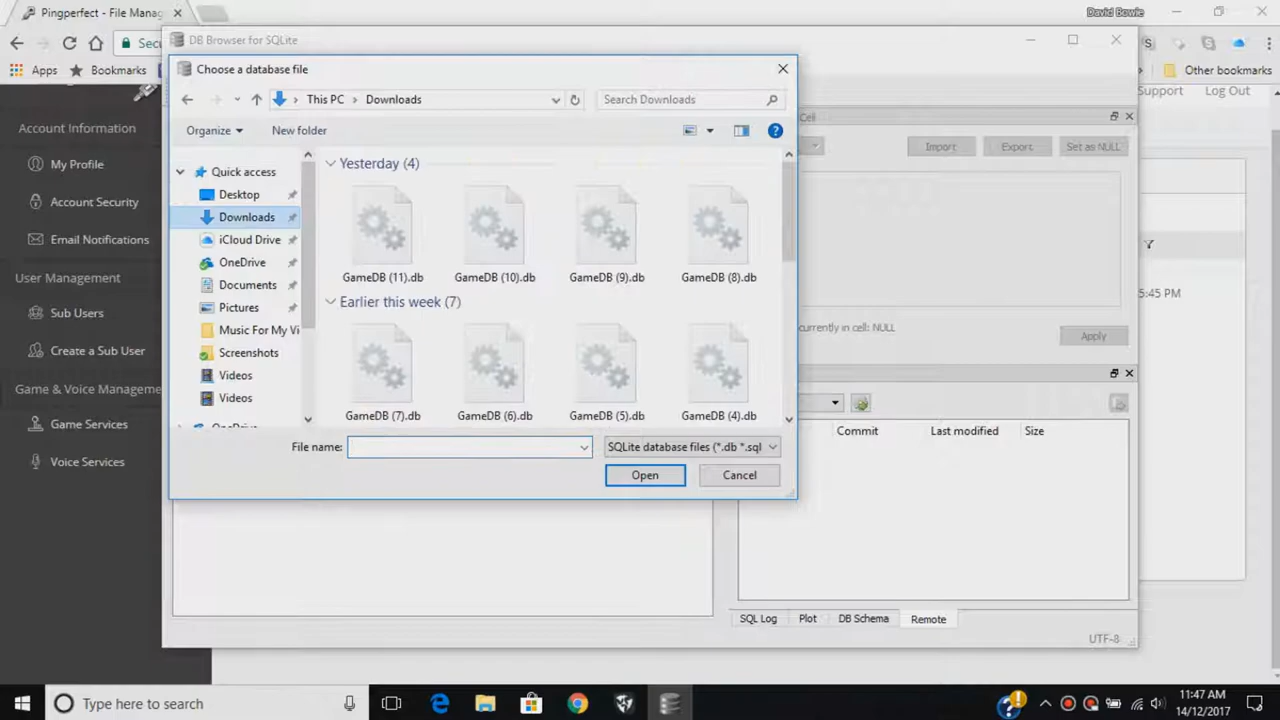 Pingperfect - File Manag
David Bowie
Secu
Apps
Bookmarks
Other bookmarks
Support
Log Out
Account Information
My Profile
Account Security
Email Notifications
User Management
Sub Users
Create a Sub User
Game & Voice Manageme
Game Services
Voice Services
5:45 PM
DB Browser for SQLite
Cell
Import
Export
Set as NULL
currently in cell: NULL
Apply
Commit
Last modified
Size
SQL Log
Plot
DB Schema
Remote
UTF-8
Choose a database file
This PC
Downloads
Search Downloads
Organize
New folder
Quick access
Desktop
Downloads
iCloud Drive
OneDrive
Documents
Pictures
Music For My Vi
Screenshots
Videos
Videos
OneDrive
Yesterday (4)
GameDB (11).db
GameDB (10).db
GameDB (9).db
GameDB (8).db
Earlier this week (7)
GameDB (7).db
GameDB (6).db
GameDB (5).db
GameDB (4).db
File name:
SQLite database files (*.db *.sql
Open
Cancel
Type here to search
11:47 AM
14/12/2017